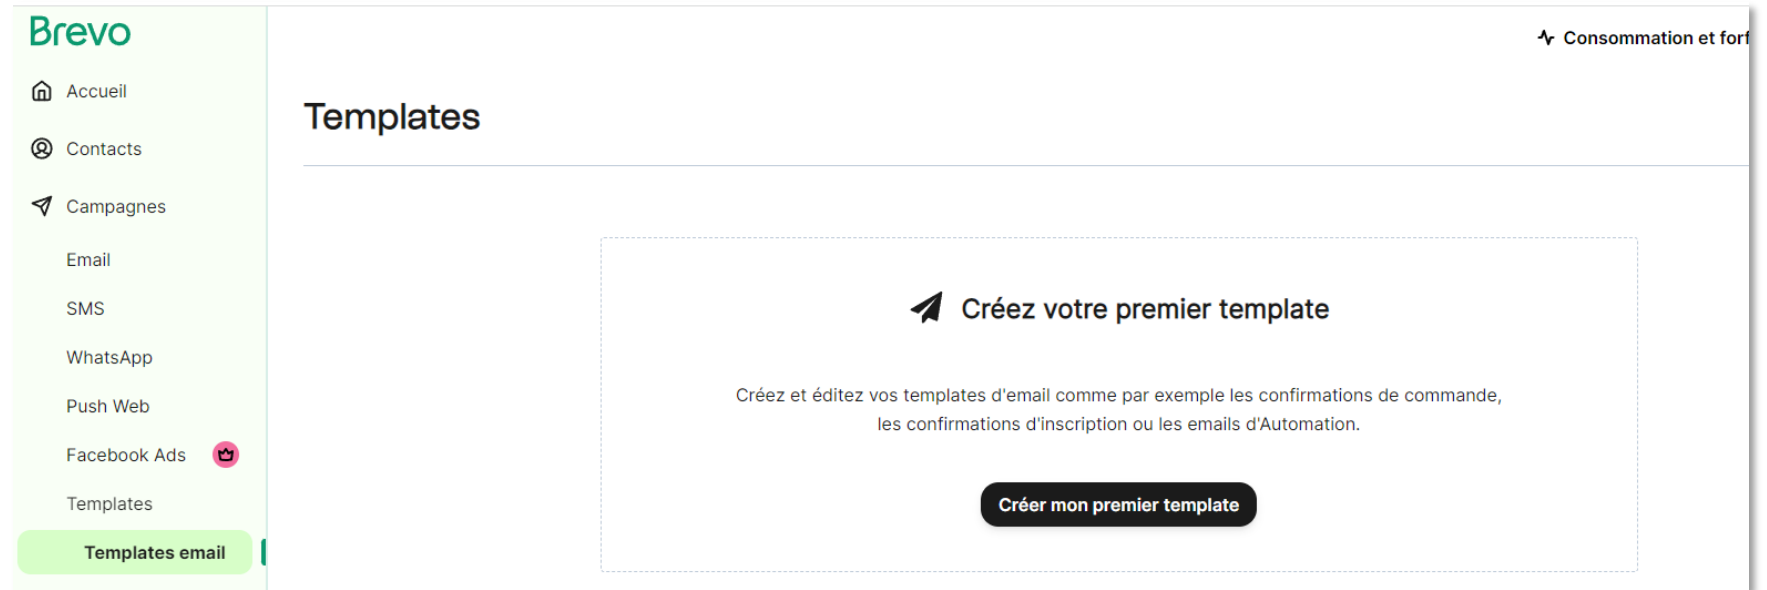 Brevo
Consommation et forf
Accueil
Contacts
Campagnes
Email
SMS
WhatsApp
Push Web
Facebook Ads
Templates
Templates email
Templates
Créez votre premier template
Créez et éditez vos templates d'email comme par exemple les confirmations de commande,
les confirmations d'inscription ou les emails d'Automation.
Créer mon premier template